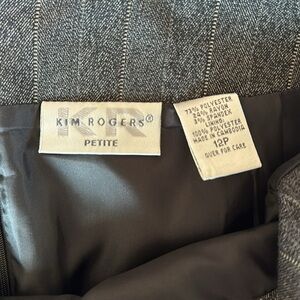 KR
KIM ROGERS®
PETITE
73% POLYESTER
24% RAYON
3% SPANDEX
LINING:
100% POLYESTER
MADE IN CAMBODIA
12P
OVER FOR CARE